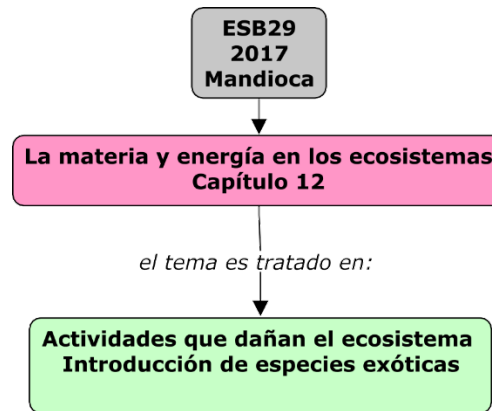 ESB29
2017
Mandioca
La materia y energía en los ecosistemas
Capítulo 12
el tema es tratado en:
Actividades que dañan el ecosistema
Introducción de especies exóticas